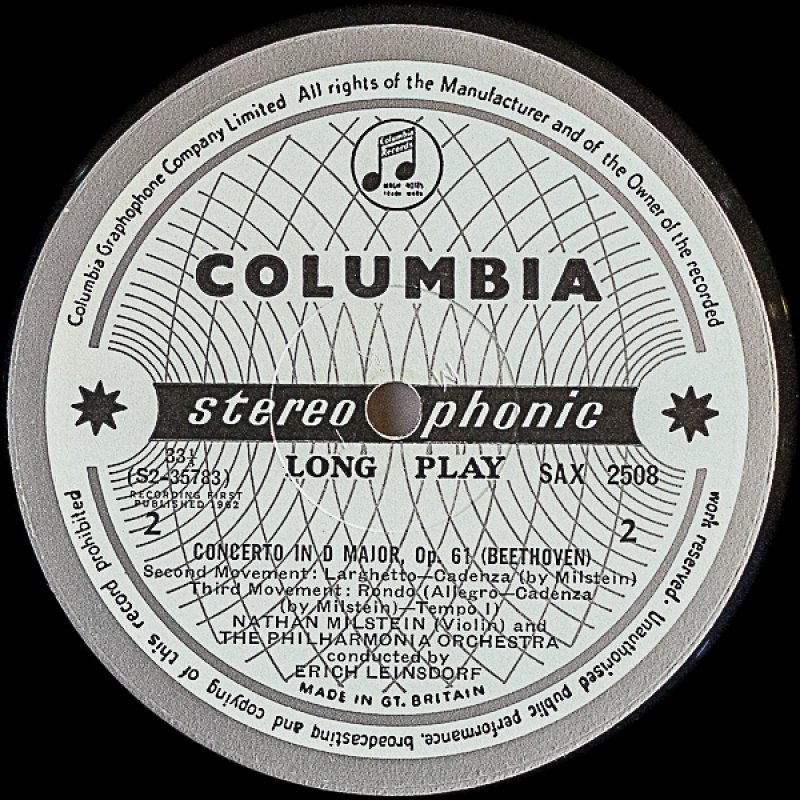 Columbia Graphophone Company Limited All rights of the Manufacturer and of the Owner of the recorded
work reserved · Unauthorised public performance, broadcasting and copying of this record prohibited
Columbia
Records
COLUMBIA
stereophonic
33⅓
(S2-35783)
LONG PLAY SAX 2508
RECORDING FIRST
PUBLISHED 1962
2 2
CONCERTO IN D MAJOR, Op. 61 (BEETHOVEN)
Second Movement: Larghetto—Cadenza (by Milstein)
Third Movement: Rondo (Allegro—Cadenza
(by Milstein)—Tempo I)
NATHAN MILSTEIN (Violin) and
THE PHILHARMONIA ORCHESTRA
conducted by
ERICH LEINSDORF
MADE IN GT. BRITAIN